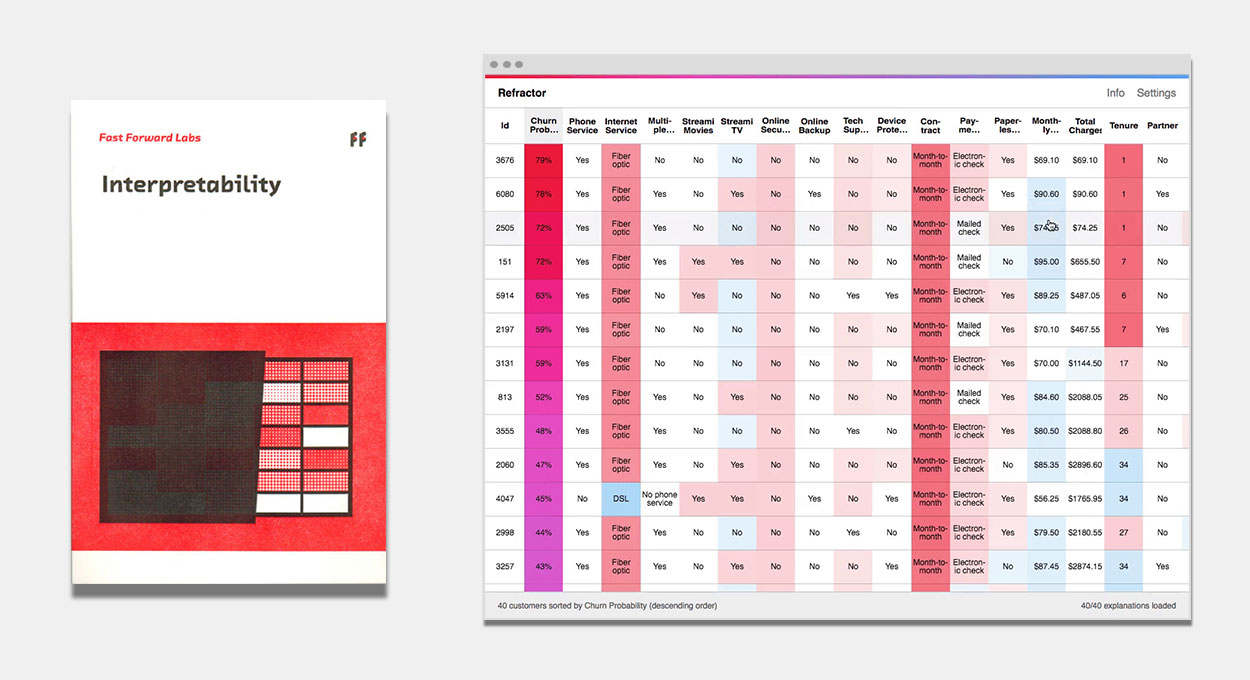 Fast Forward Labs
FF
Interpretability
Refractor Info Settings
Id Churn Prob... Phone Service Internet Service Multi-ple... Streami Movies Streami TV Online Secu... Online Backup Tech Sup... Device Prote... Con-tract Pay-me... Paper-les... Month-ly... Total Charges Tenure Partner
3676 79% Yes Fiber optic No No No No No No No Month-to-month Electron-ic check Yes $69.10 $69.10 1 No
6080 78% Yes Fiber optic Yes No Yes No Yes No No Month-to-month Electron-ic check Yes $90.60 $90.60 1 Yes
2505 72% Yes Fiber optic Yes No No No No No No Month-to-month Mailed check Yes $74.25 1 No
151 72% Yes Fiber optic Yes Yes Yes No No No No Month-to-month Mailed check No $95.00 $655.50 7 No
5914 63% Yes Fiber optic No Yes No No No Yes Yes Month-to-month Electron-ic check Yes $89.25 $487.05 6 No
2197 59% Yes Fiber optic No No No No No No No Month-to-month Mailed check Yes $70.10 $467.55 7 Yes
3131 59% Yes Fiber optic No No No No No No No Month-to-month Electron-ic check Yes $70.00 $1144.50 17 No
813 52% Yes Fiber optic Yes No Yes No No No No Month-to-month Mailed check Yes $84.60 $2088.05 25 No
3555 48% Yes Fiber optic Yes No No No No Yes No Month-to-month Electron-ic check Yes $80.50 $2088.80 26 No
2060 47% Yes Fiber optic Yes No Yes No No No No Month-to-month Electron-ic check No $85.35 $2896.60 34 No
4047 45% No DSL No phone service Yes Yes No Yes No Yes Month-to-month Electron-ic check Yes $56.25 $1765.95 34 No
2998 44% Yes Fiber optic Yes No No No No Yes No Month-to-month Electron-ic check Yes $79.50 $2180.55 27 No
3257 43% Yes Fiber optic Yes No Yes No No No Yes Month-to-month Electron-ic check No $87.45 $2874.15 34 Yes
40 customers sorted by Churn Probability (descending order) 40/40 explanations loaded